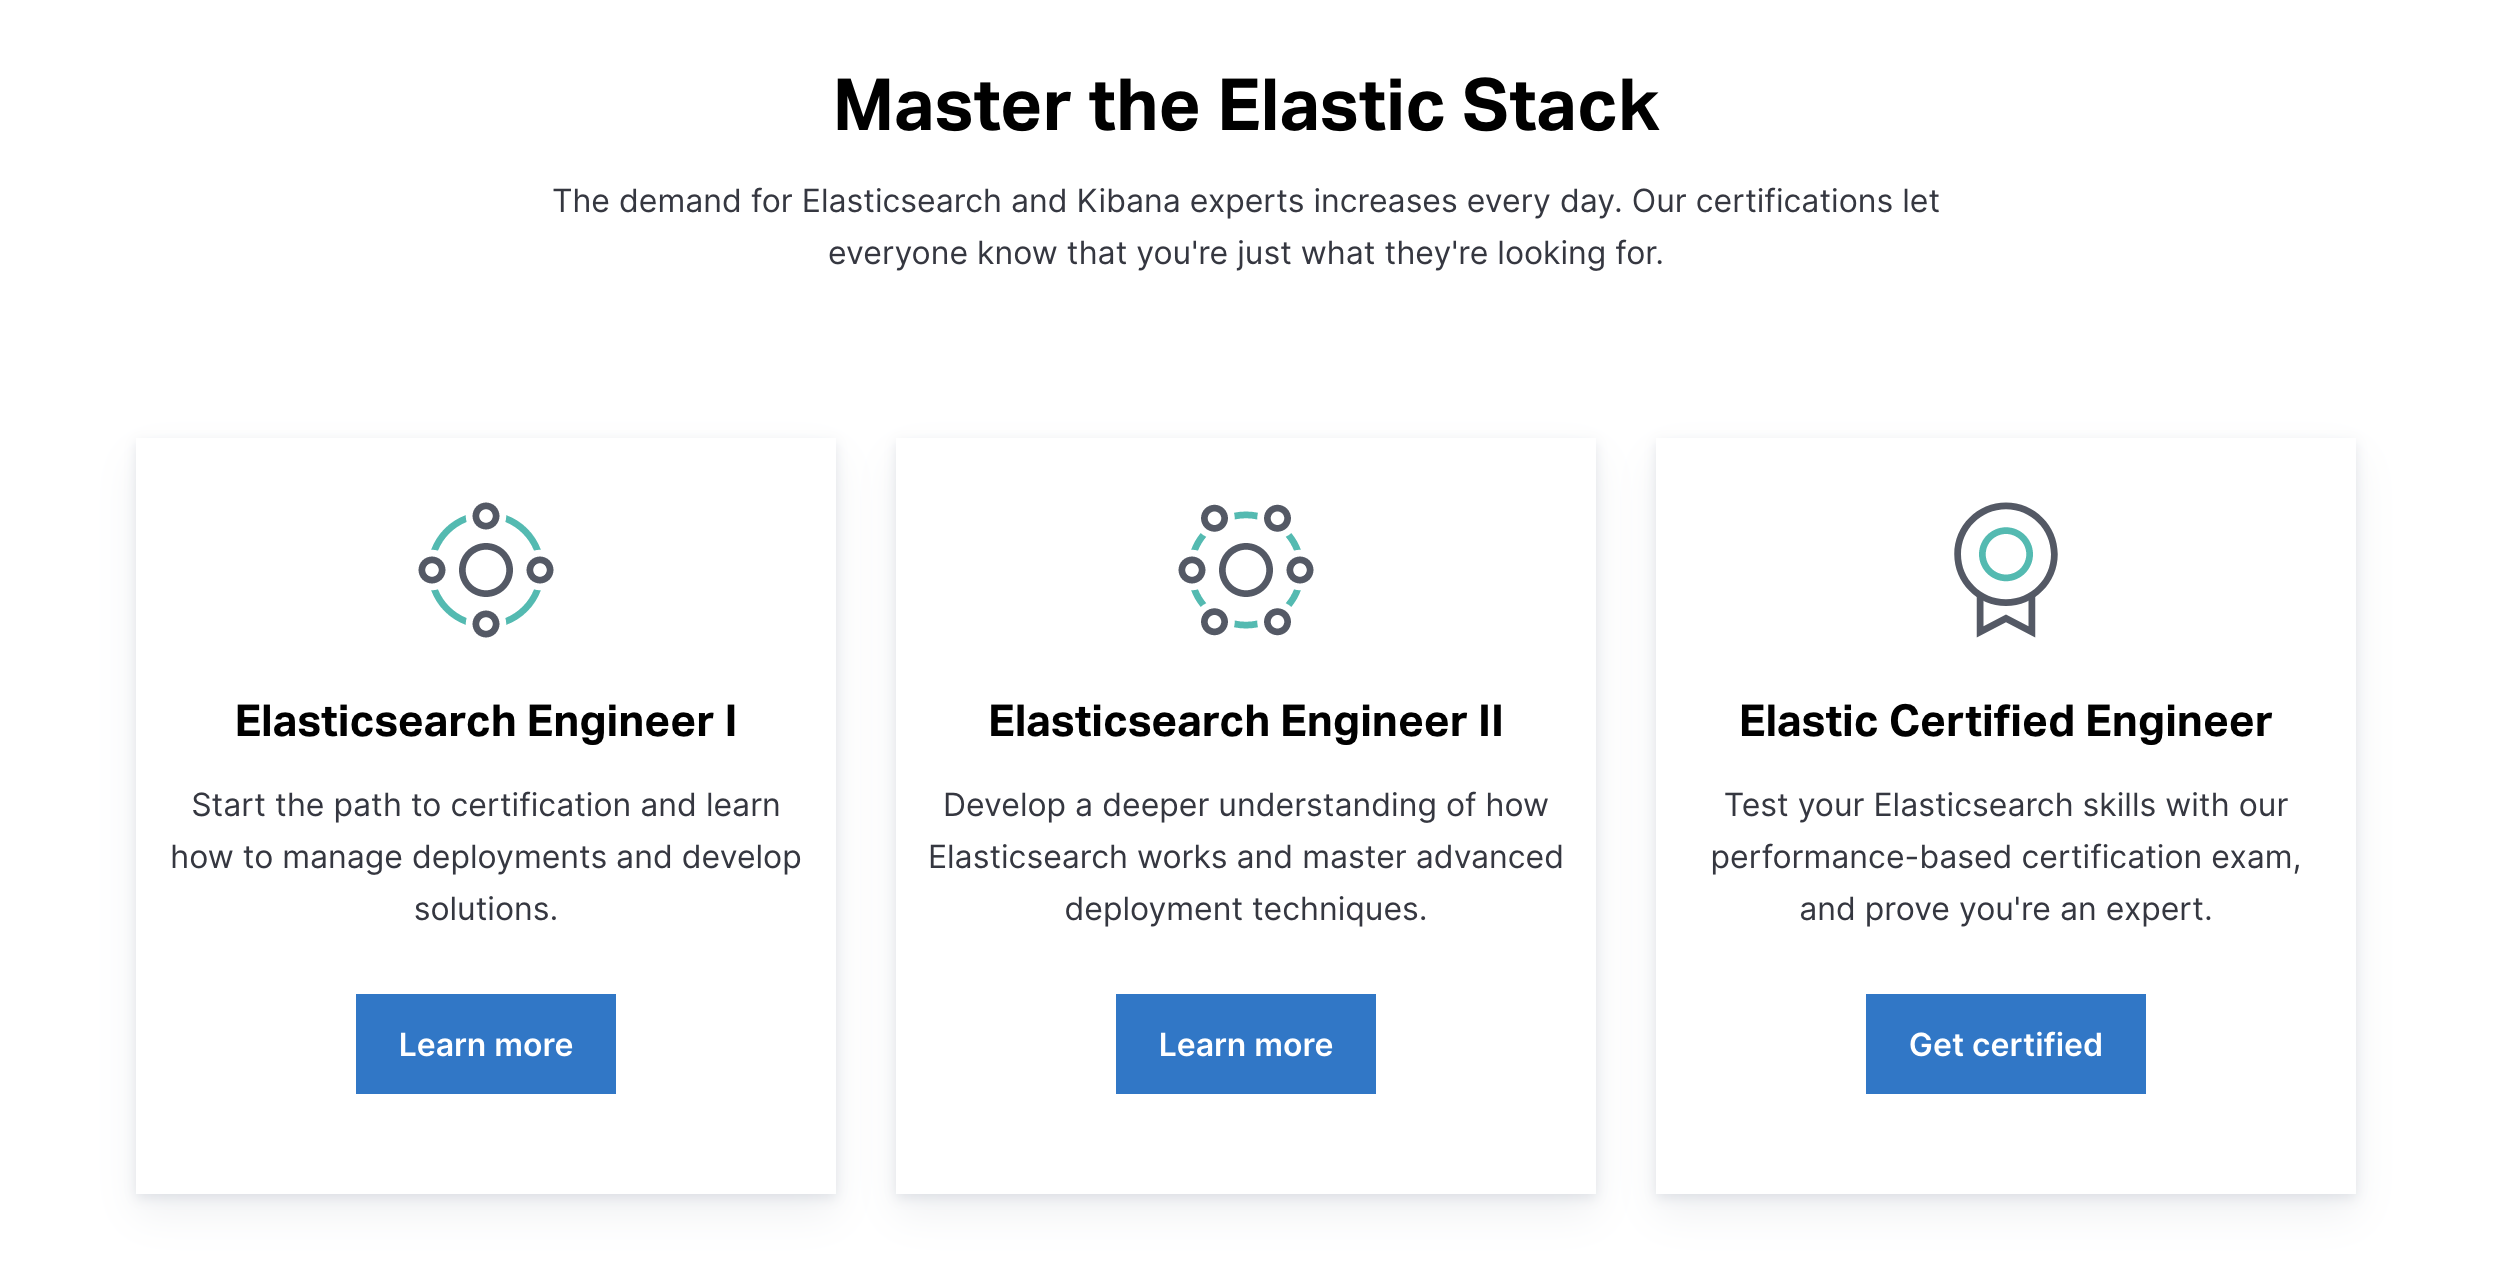 Master the Elastic Stack
The demand for Elasticsearch and Kibana experts increases every day. Our certifications let
everyone know that you're just what they're looking for.
Elasticsearch Engineer I
Start the path to certification and learn
how to manage deployments and develop
solutions.
Learn more
Elasticsearch Engineer II
Develop a deeper understanding of how
Elasticsearch works and master advanced
deployment techniques.
Learn more
Elastic Certified Engineer
Test your Elasticsearch skills with our
performance-based certification exam,
and prove you're an expert.
Get certified